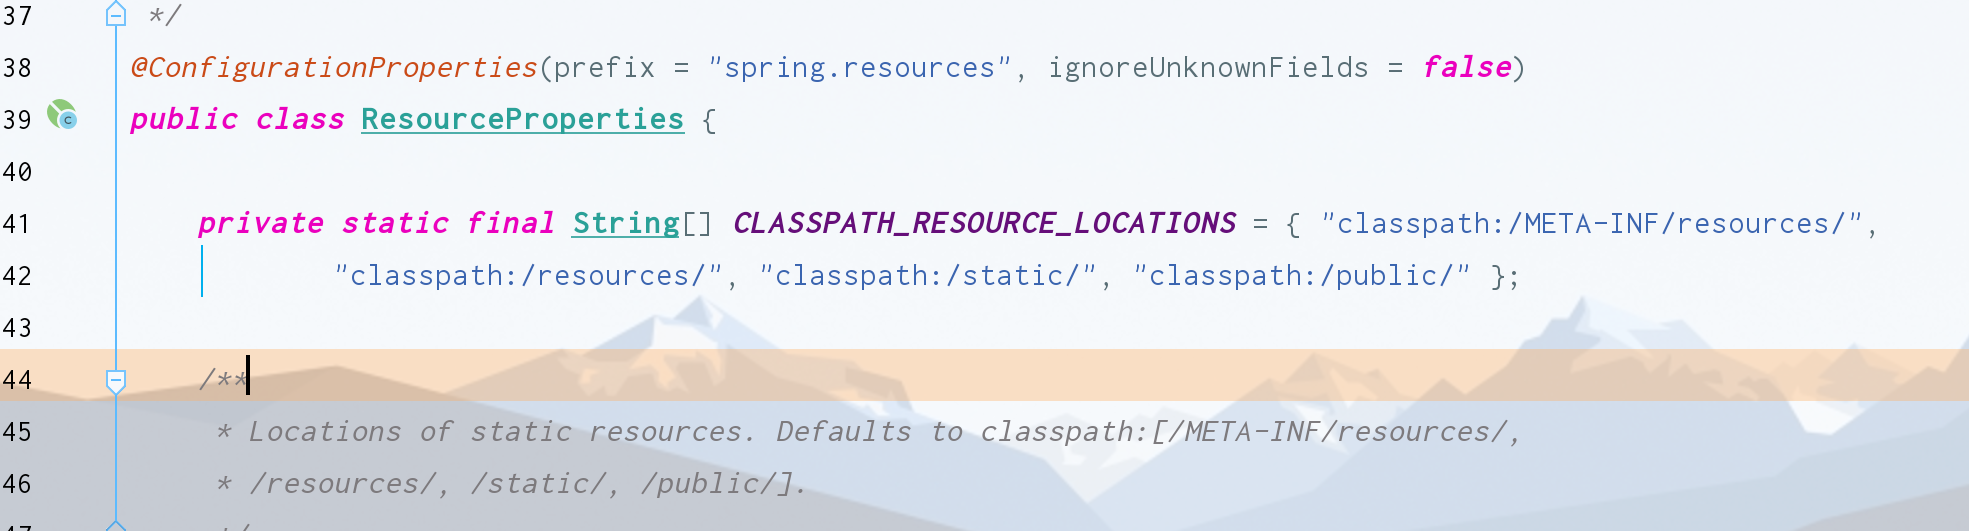 37 */
38 @ConfigurationProperties(prefix = "spring.resources", ignoreUnknownFields = false)
39 public class ResourceProperties {
40
41 private static final String[] CLASSPATH_RESOURCE_LOCATIONS = { "classpath:/META-INF/resources/",
42 "classpath:/resources/", "classpath:/static/", "classpath:/public/" };
43
44 /**
45 * Locations of static resources. Defaults to classpath:[/META-INF/resources/,
46 * /resources/, /static/, /public/].
47 */